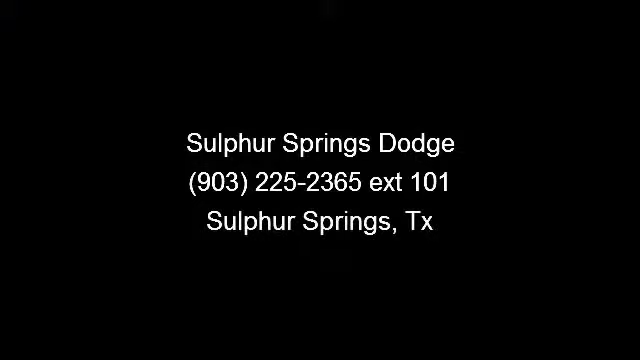 Sulphur Springs Dodge
(903) 225-2365 ext 101
Sulphur Springs, Tx